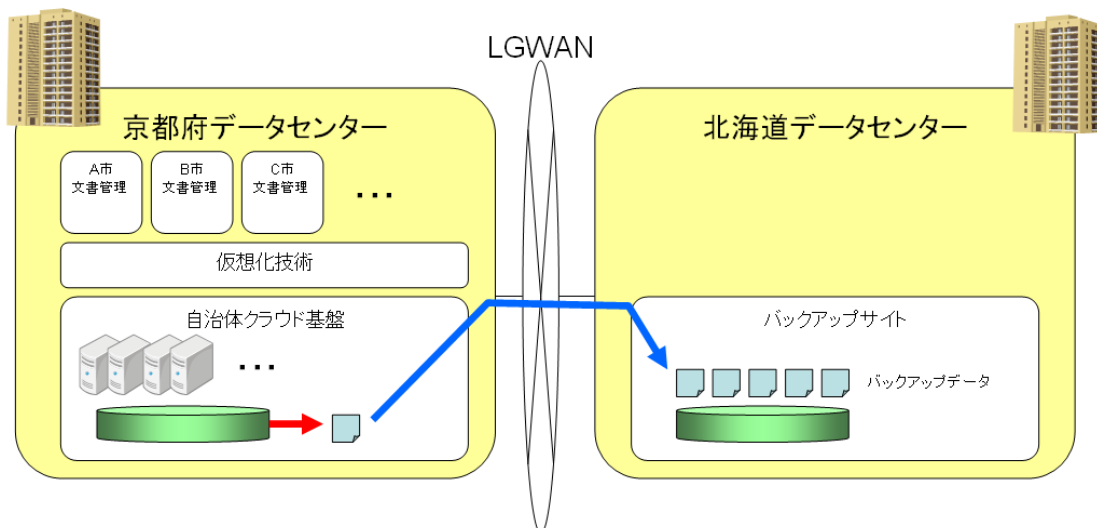 LGWAN
京都府データセンター
A市
文書管理
B市
文書管理
C市
文書管理
...
仮想化技術
自治体クラウド基盤
...
北海道データセンター
バックアップサイト
バックアップデータ